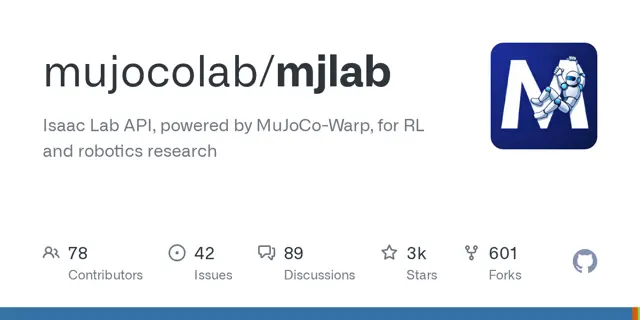 mujocolab/mjlab
Isaac Lab API, powered by MuJoCo-Warp, for RL
and robotics research
M
78
Contributors
42
Issues
89
Discussions
3k
Stars
601
Forks